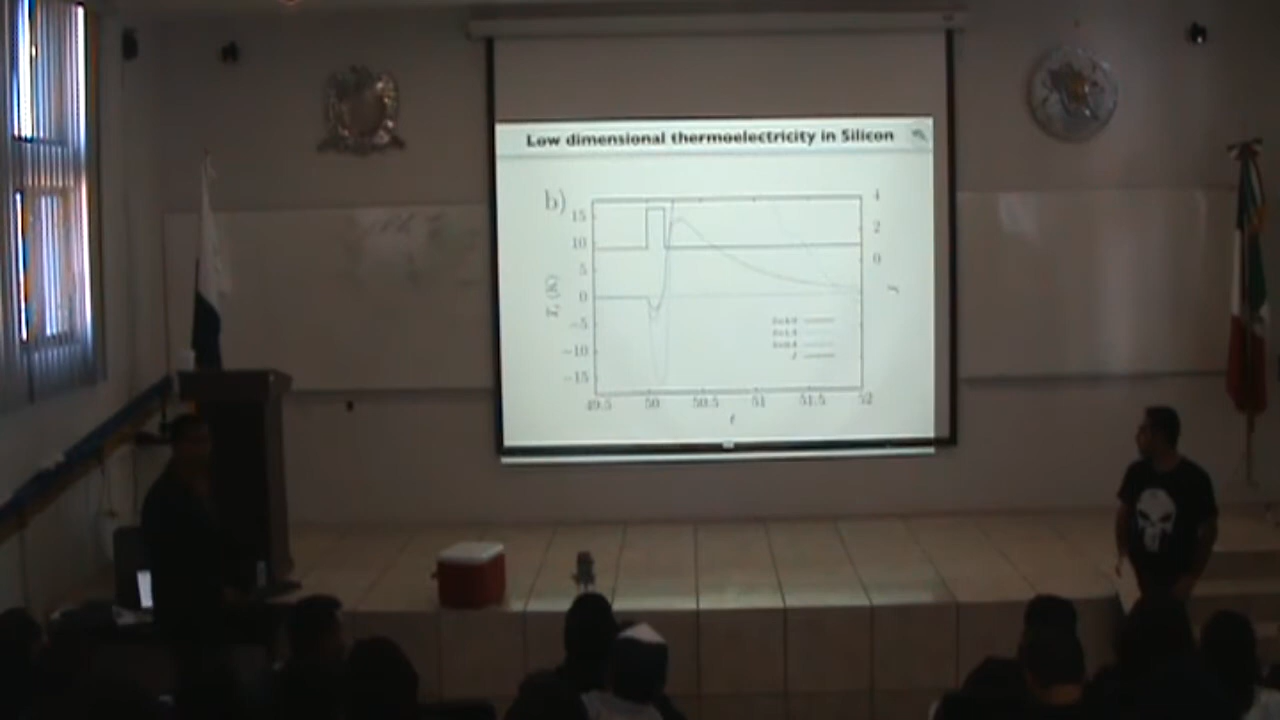 Low dimensional thermoelectricity in Silicon
b)
15
10
5
0
−5
−10
−15
4
2
0
J
49.5 50 50.5 51 51.5 52
t